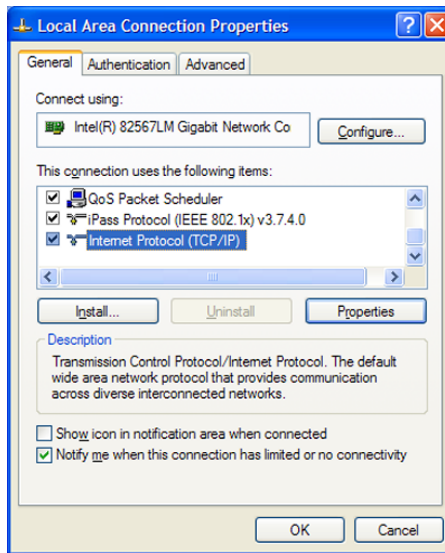 Local Area Connection Properties
General Authentication Advanced
Connect using:
Intel(R) 82567LM Gigabit Network Co Configure...
This connection uses the following items:
QoS Packet Scheduler
iPass Protocol (IEEE 802.1x) v3.7.4.0
Internet Protocol (TCP/IP)
Install... Uninstall Properties
Description
Transmission Control Protocol/Internet Protocol. The default
wide area network protocol that provides communication
across diverse interconnected networks.
Show icon in notification area when connected
Notify me when this connection has limited or no connectivity
OK Cancel